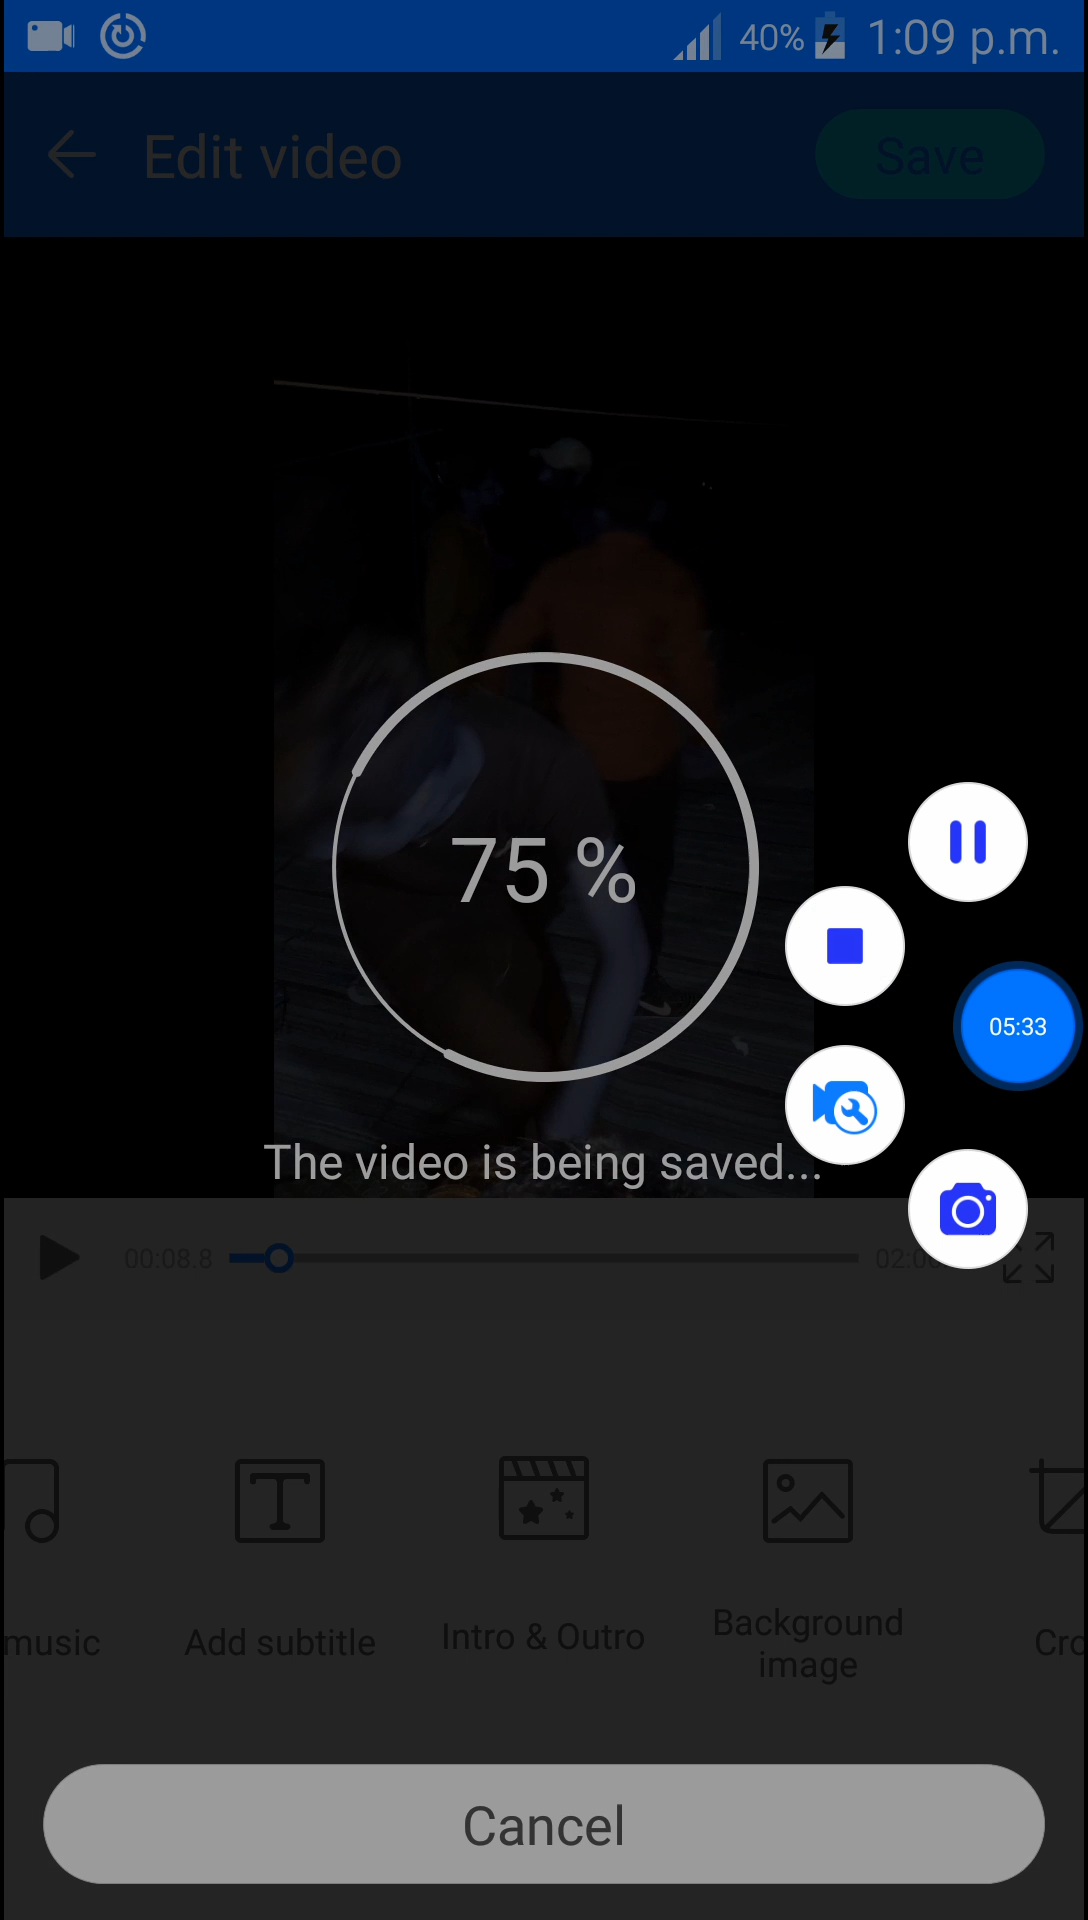 40% 1:09 p.m.
Edit video
Save
75 %
05:33
The video is being saved...
00:08.8
music
Add subtitle
Intro & Outro
Background
image
Cancel